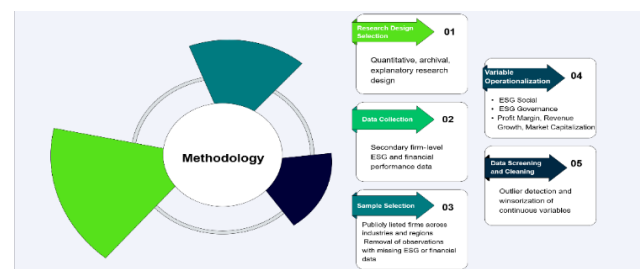 Methodology
Research Design
Selection
01
Quantitative, archival,
explanatory research
design
Data Collection
02
Secondary firm-level
ESG and financial
performance data
Sample Selection
03
Publicly listed firms across
industries and regions
Removal of observations
with missing ESG or financial
data
Variable
Operationalization
04
• ESG Social
• ESG Governance
• Profit Margin, Revenue
Growth, Market Capitalization
Data Screening
and Cleaning
05
Outlier detection and
winsorization of
continuous variables